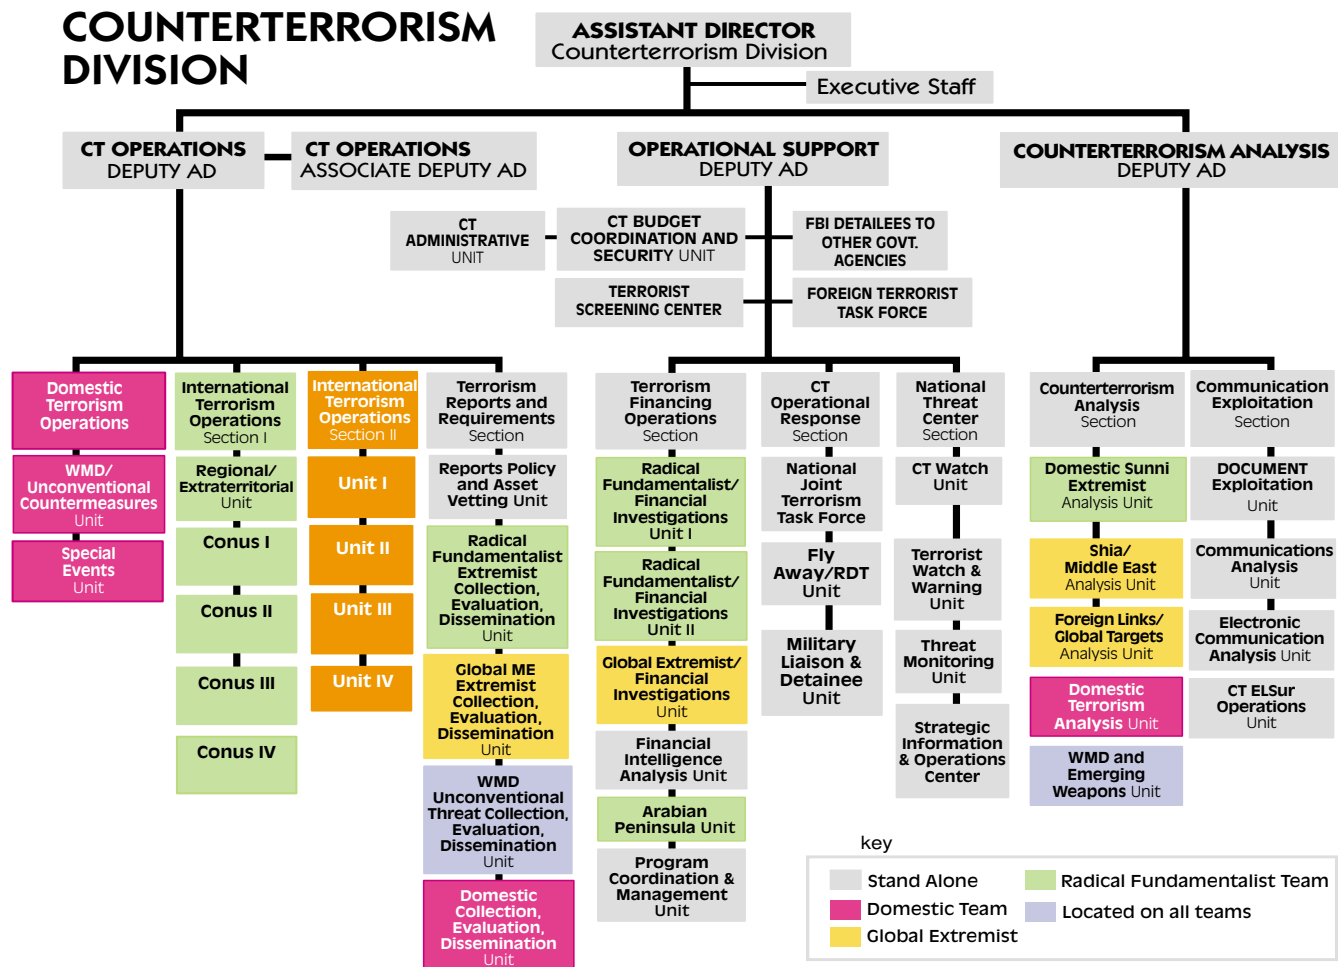 COUNTERTERRORISM
DIVISION
ASSISTANT DIRECTOR
Counterterrorism Division
Executive Staff
CT OPERATIONS
DEPUTY AD
CT OPERATIONS
ASSOCIATE DEPUTY AD
OPERATIONAL SUPPORT
DEPUTY AD
COUNTERTERRORISM ANALYSIS
DEPUTY AD
CT
ADMINISTRATIVE
UNIT
CT BUDGET
COORDINATION AND
SECURITY UNIT
FBI DETAILEES TO
OTHER GOVT.
AGENCIES
TERRORIST
SCREENING CENTER
FOREIGN TERRORIST
TASK FORCE
Domestic
Terrorism
Operations
WMD/
Unconventional
Countermeasures
Unit
Special
Events
Unit
International
Terrorism
Operations
Section I
Regional/
Extraterritorial
Unit
Conus I
Conus II
Conus III
Conus IV
International
Terrorism
Operations
Section II
Unit I
Unit II
Unit III
Unit IV
Terrorism
Reports and
Requirements
Section
Reports Policy
and Asset
Vetting Unit
Radical
Fundamentalist
Extremist
Collection,
Evaluation,
Dissemination
Unit
Global ME
Extremist
Collection,
Evaluation,
Dissemination
Unit
WMD
Unconventional
Threat Collection,
Evaluation,
Dissemination
Unit
Domestic
Collection,
Evaluation,
Dissemination
Unit
Terrorism
Financing
Operations
Section
Radical
Fundamentalist/
Financial
Investigations
Unit I
Radical
Fundamentalist/
Financial
Investigations
Unit II
Global Extremist/
Financial
Investigations
Unit
Financial
Intelligence
Analysis Unit
Arabian
Peninsula Unit
Program
Coordination &
Management
Unit
CT
Operational
Response
Section
National
Joint
Terrorism
Task Force
Fly
Away/RDT
Unit
Military
Liaison &
Detainee
Unit
National
Threat
Center
Section
CT Watch
Unit
Terrorist
Watch &
Warning
Unit
Threat
Monitoring
Unit
Strategic
Information
& Operations
Center
Counterterrorism
Analysis
Section
Domestic Sunni
Extremist
Analysis Unit
Shia/
Middle East
Analysis Unit
Foreign Links/
Global Targets
Analysis Unit
Domestic
Terrorism
Analysis Unit
WMD and
Emerging
Weapons Unit
Communication
Exploitation
Section
DOCUMENT
Exploitation
Unit
Communications
Analysis
Unit
Electronic
Communication
Analysis Unit
CT ELSur
Operations
Unit
key
Stand Alone
Domestic Team
Global Extremist
Radical Fundamentalist Team
Located on all teams